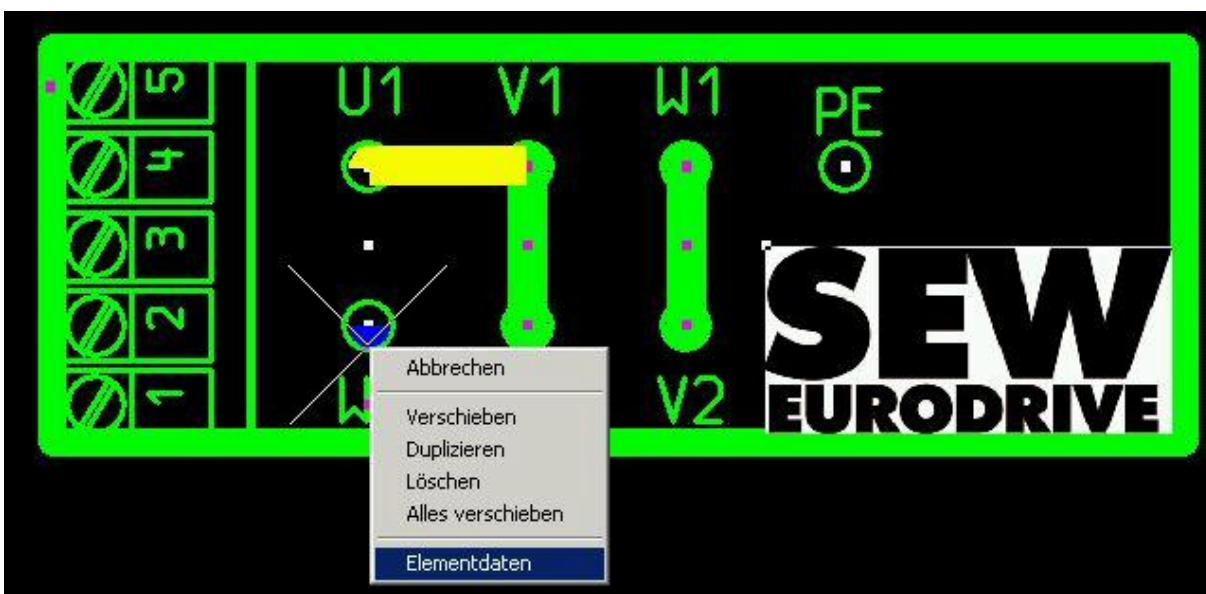 5
4
3
2
1
U1 V1 W1 PE
V2
SEW
EURODRIVE
Abbrechen
Verschieben
Duplizieren
Löschen
Alles verschieben
Elementdaten